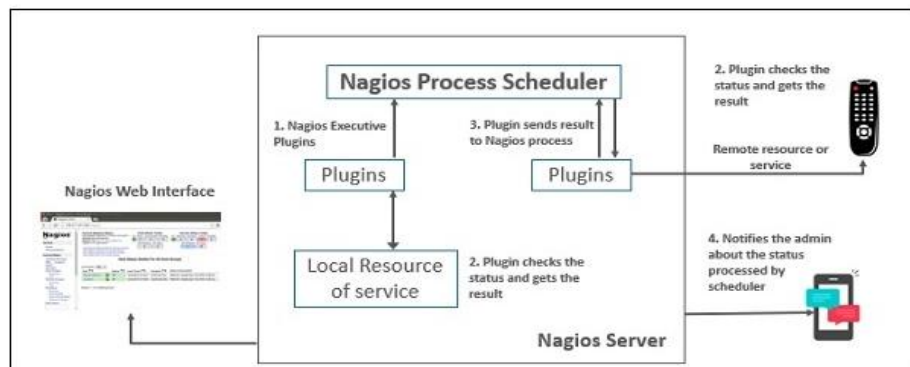 Nagios Process Scheduler
1. Nagios Executive
Plugins
3. Plugin sends result
to Nagios process
2. Plugin checks the
status and gets the
result
Plugins
Plugins
Remote resource or
service
Nagios Web Interface
Nagios
Local Resource
of service
2. Plugin checks the
status and gets the
result
4. Notifies the admin
about the status
processed by
scheduler
Nagios Server